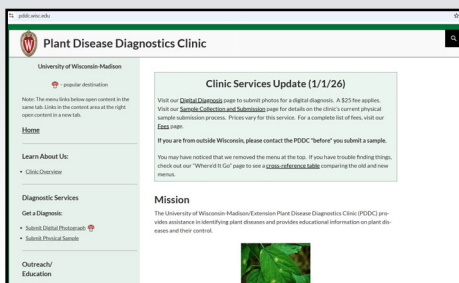 pddc.wisc.edu
W
Plant Disease Diagnostics Clinic
University of Wisconsin-Madison
- popular destination
Note: The menu links below open content in the
same tab. Links in the content area at the right
open content in a new tab.
Home
Learn About Us:
Clinic Overview
Diagnostic Services
Get a Diagnosis:
Submit Digital Photograph
Submit Physical Sample
Outreach/
Education
Clinic Services Update (1/1/26)
Visit our Digital Diagnosis page to submit photos for a digital diagnosis. A $25 fee applies.
Visit our Sample Collection and Submission page for details on the clinic's current physical
sample submission process. Prices vary for this service. For a complete list of fees, visit our
Fees page.
If you are from outside Wisconsin, please contact the PDDC *before* you submit a sample.
You may have noticed that we removed the menu at the top. If you have trouble finding things,
check out our "Where'd It Go" page to see a cross-reference table comparing the old and new
menus.
Mission
The University of Wisconsin-Madison/Extension Plant Disease Diagnostics Clinic (PDDC) pro-
vides assistance in identifying plant diseases and provides educational information on plant dis-
eases and their control.